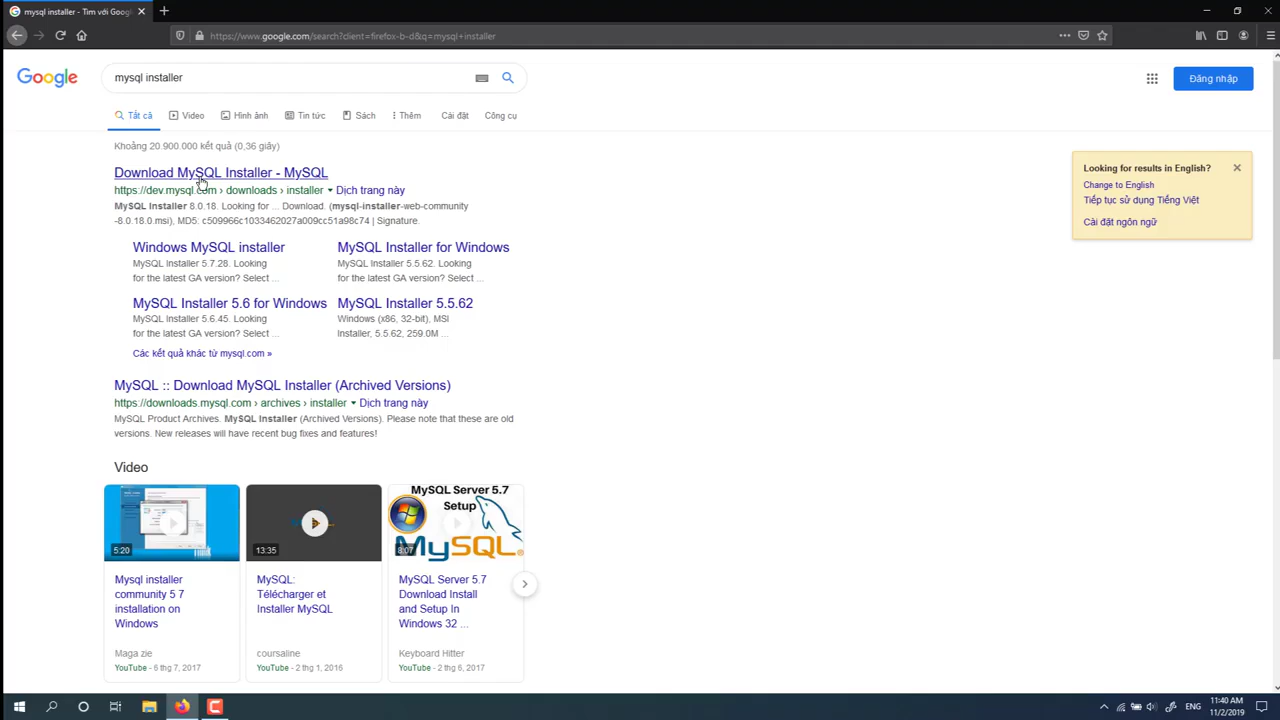 mysql installer - Tìm với Googl
https://www.google.com/search?client=firefox-b-d&q=mysql+installer
Google
mysql installer
Đăng nhập
Tất cả
Video
Hình ảnh
Tin tức
Sách
Thêm
Cài đặt
Công cụ
Khoảng 20.900.000 kết quả (0,36 giây)
Looking for results in English?
Change to English
Tiếp tục sử dụng Tiếng Việt
Cài đặt ngôn ngữ
Download MySQL Installer - MySQL
https://dev.mysql.com › downloads › installer ▾ Dịch trang này
MySQL Installer 8.0.18. Looking for ... Download. (mysql-installer-web-community
-8.0.18.0.msi), MD5: c509966c1033462027a009cc51a98c74 | Signature.
Windows MySQL installer
MySQL Installer 5.7.28. Looking
for the latest GA version? Select ...
MySQL Installer for Windows
MySQL Installer 5.5.62. Looking
for the latest GA version? Select ...
MySQL Installer 5.6 for Windows
MySQL Installer 5.6.45. Looking
for the latest GA version? Select ...
MySQL Installer 5.5.62
Windows (x86, 32-bit), MSI
Installer, 5.5.62, 259.0M ...
Các kết quả khác từ mysql.com »
MySQL :: Download MySQL Installer (Archived Versions)
https://downloads.mysql.com › archives › installer ▾ Dịch trang này
MySQL Product Archives. MySQL Installer (Archived Versions). Please note that these are old
versions. New releases will have recent bug fixes and features!
Video
5:20
Mysql installer
community 5 7
installation on
Windows
Maga zie
YouTube - 6 thg 7, 2017
13:35
MySQL:
Télécharger et
Installer MySQL
coursaline
YouTube - 2 thg 1, 2016
MySQL Server 5.7
Setup
MySQL
8:07
MySQL Server 5.7
Download Install
and Setup In
Windows 32 ...
Keyboard Hitter
YouTube - 2 thg 6, 2017
ENG
11:40 AM
11/2/2019